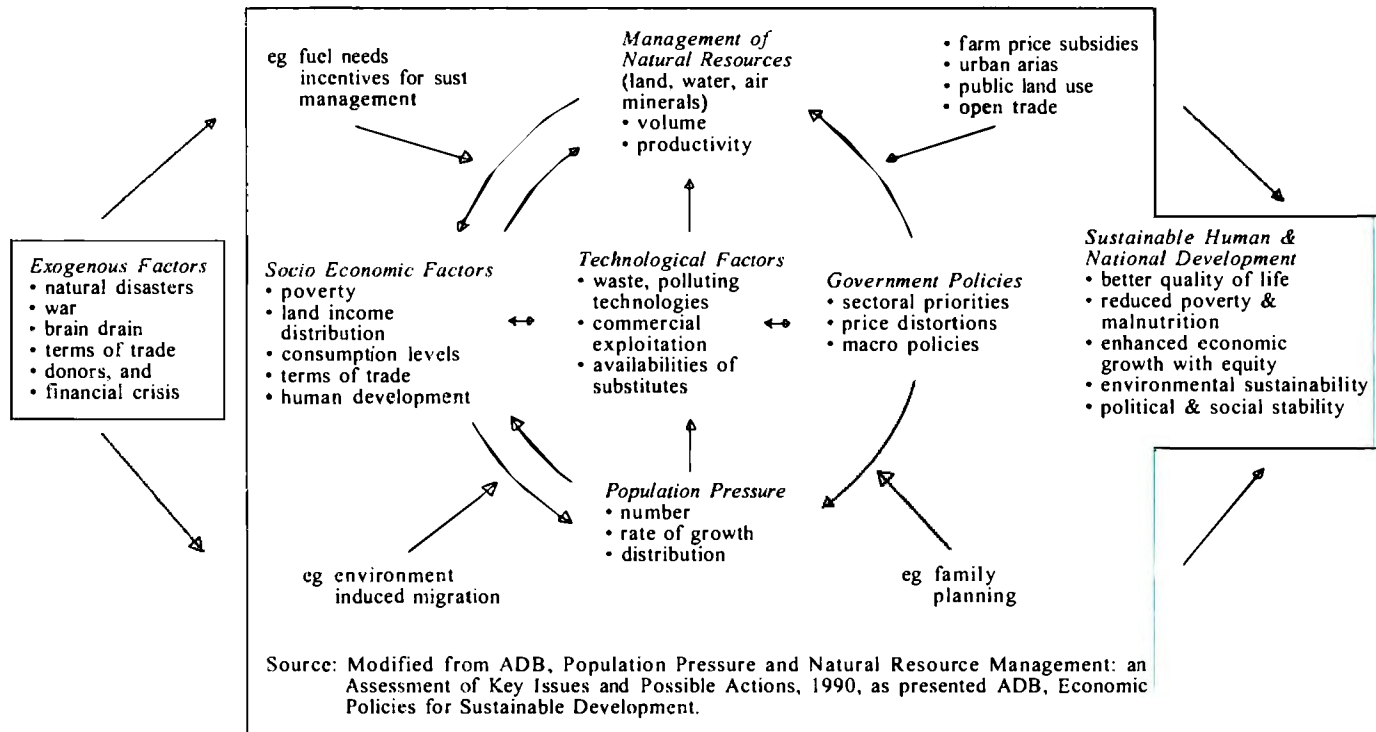 eg fuel needs
incentives for sust
management
Management of
Natural Resources
(land, water, air
minerals)
• volume
• productivity
• farm price subsidies
• urban arias
• public land use
• open trade
Exogenous Factors
• natural disasters
• war
• brain drain
• terms of trade
• donors, and
• financial crisis
Socio Economic Factors
• poverty
• land income
distribution
• consumption levels
• terms of trade
• human development
Technological Factors
• waste, polluting
technologies
• commercial
exploitation
• availabilities of
substitutes
Government Policies
• sectoral priorities
• price distortions
• macro policies
Sustainable Human &
National Development
• better quality of life
• reduced poverty &
malnutrition
• enhanced economic
growth with equity
• environmental sustainability
• political & social stability
Population Pressure
• number
• rate of growth
• distribution
eg environment
induced migration
eg family
planning
Source: Modified from ADB, Population Pressure and Natural Resource Management: an
Assessment of Key Issues and Possible Actions, 1990, as presented ADB, Economic
Policies for Sustainable Development.